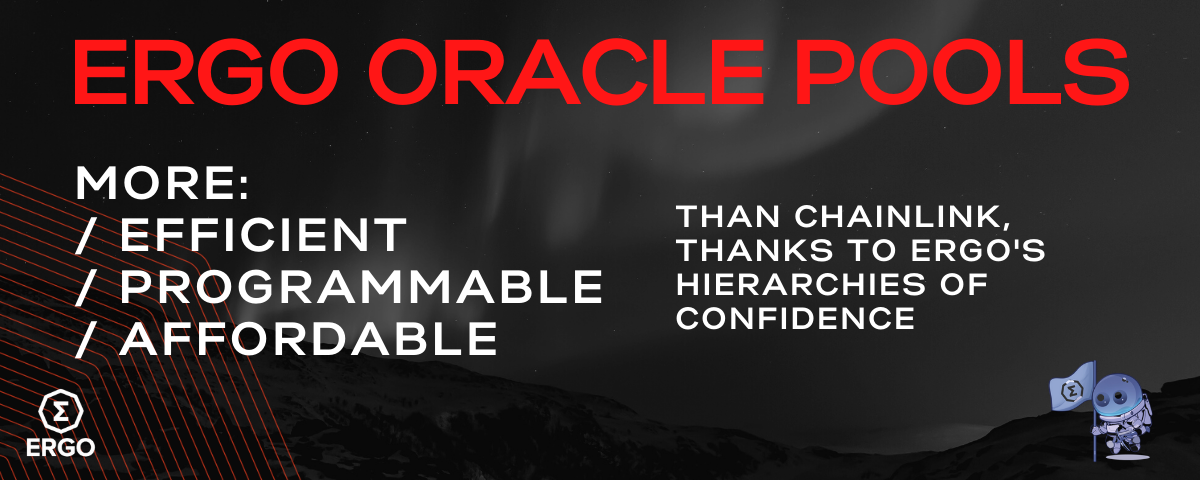 ERGO ORACLE POOLS
MORE:
/ EFFICIENT
/ PROGRAMMABLE
/ AFFORDABLE
THAN CHAINLINK,
THANKS TO ERGO'S
HIERARCHIES OF
CONFIDENCE
Σ
ERGO
Σ